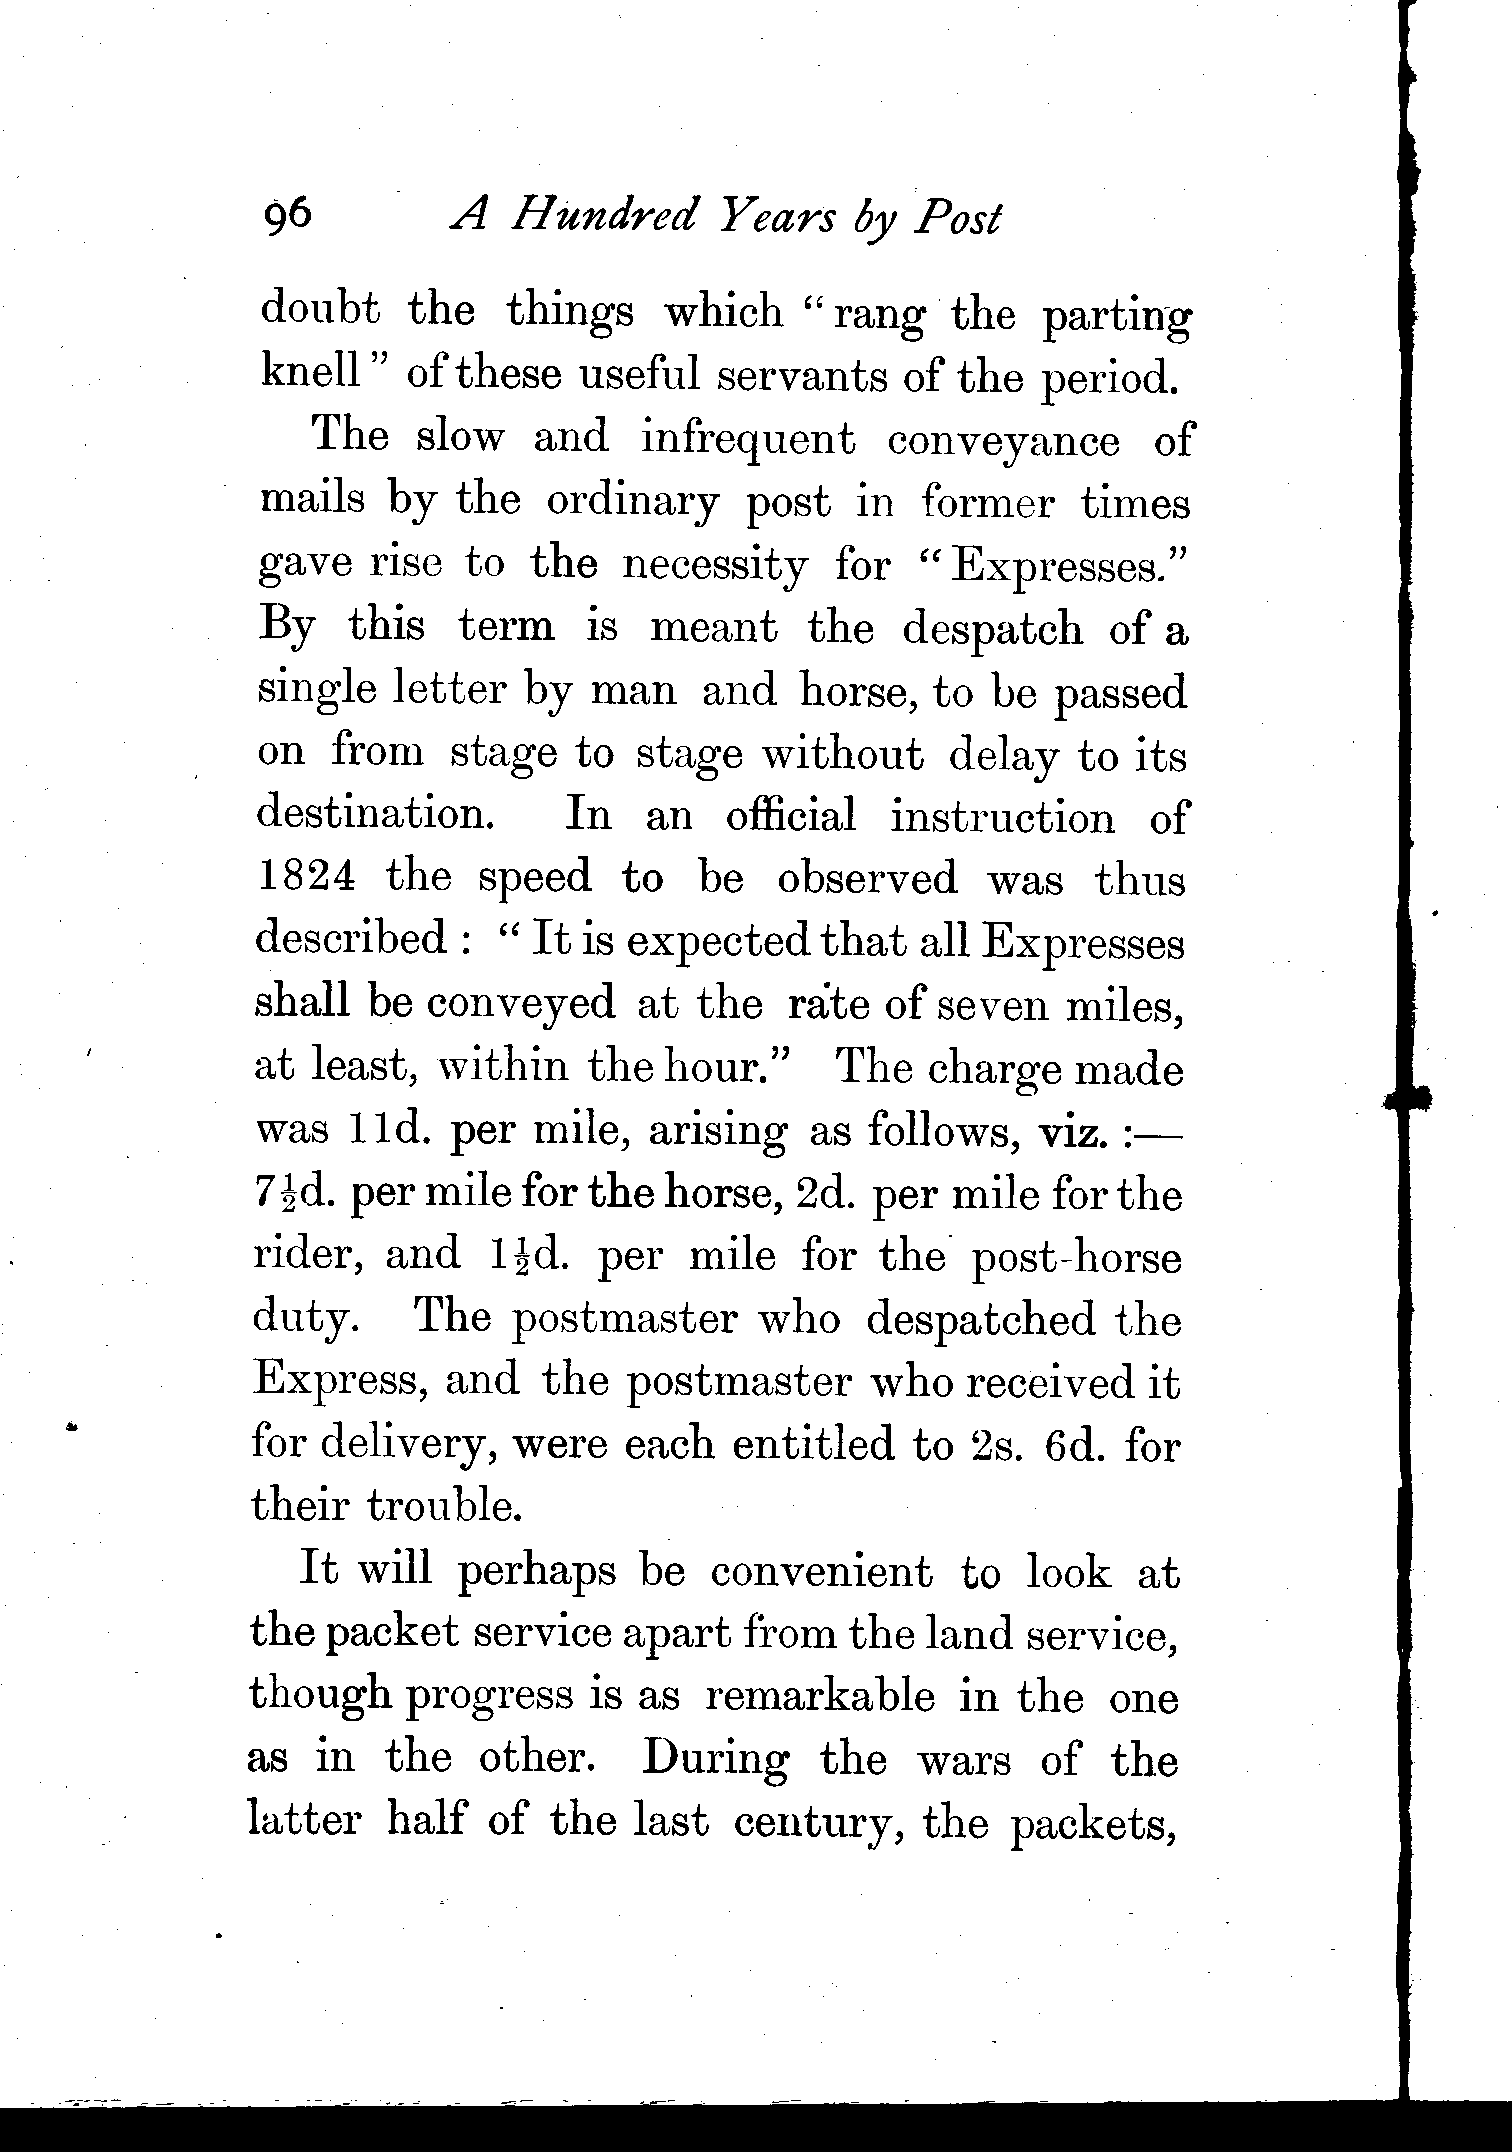 96 A Hundred Years by Post
doubt the things which "rang the parting
knell" of these useful servants of the period.
The slow and infrequent conveyance of
mails by the ordinary post in former times
gave rise to the necessity for "Expresses."
By this term is meant the despatch of a
single letter by man and horse, to be passed
on from stage to stage without delay to its
destination. In an official instruction of
1824 the speed to be observed was thus
described: "It is expected that all Expresses
shall be conveyed at the rate of seven miles,
at least, within the hour." The charge made
was 11d. per mile, arising as follows, viz.:—
7½d. per mile for the horse, 2d. per mile for the
rider, and 1½d. per mile for the post-horse
duty. The postmaster who despatched the
Express, and the postmaster who received it
for delivery, were each entitled to 2s. 6d. for
their trouble.
It will perhaps be convenient to look at
the packet service apart from the land service,
though progress is as remarkable in the one
as in the other. During the wars of the
latter half of the last century, the packets,